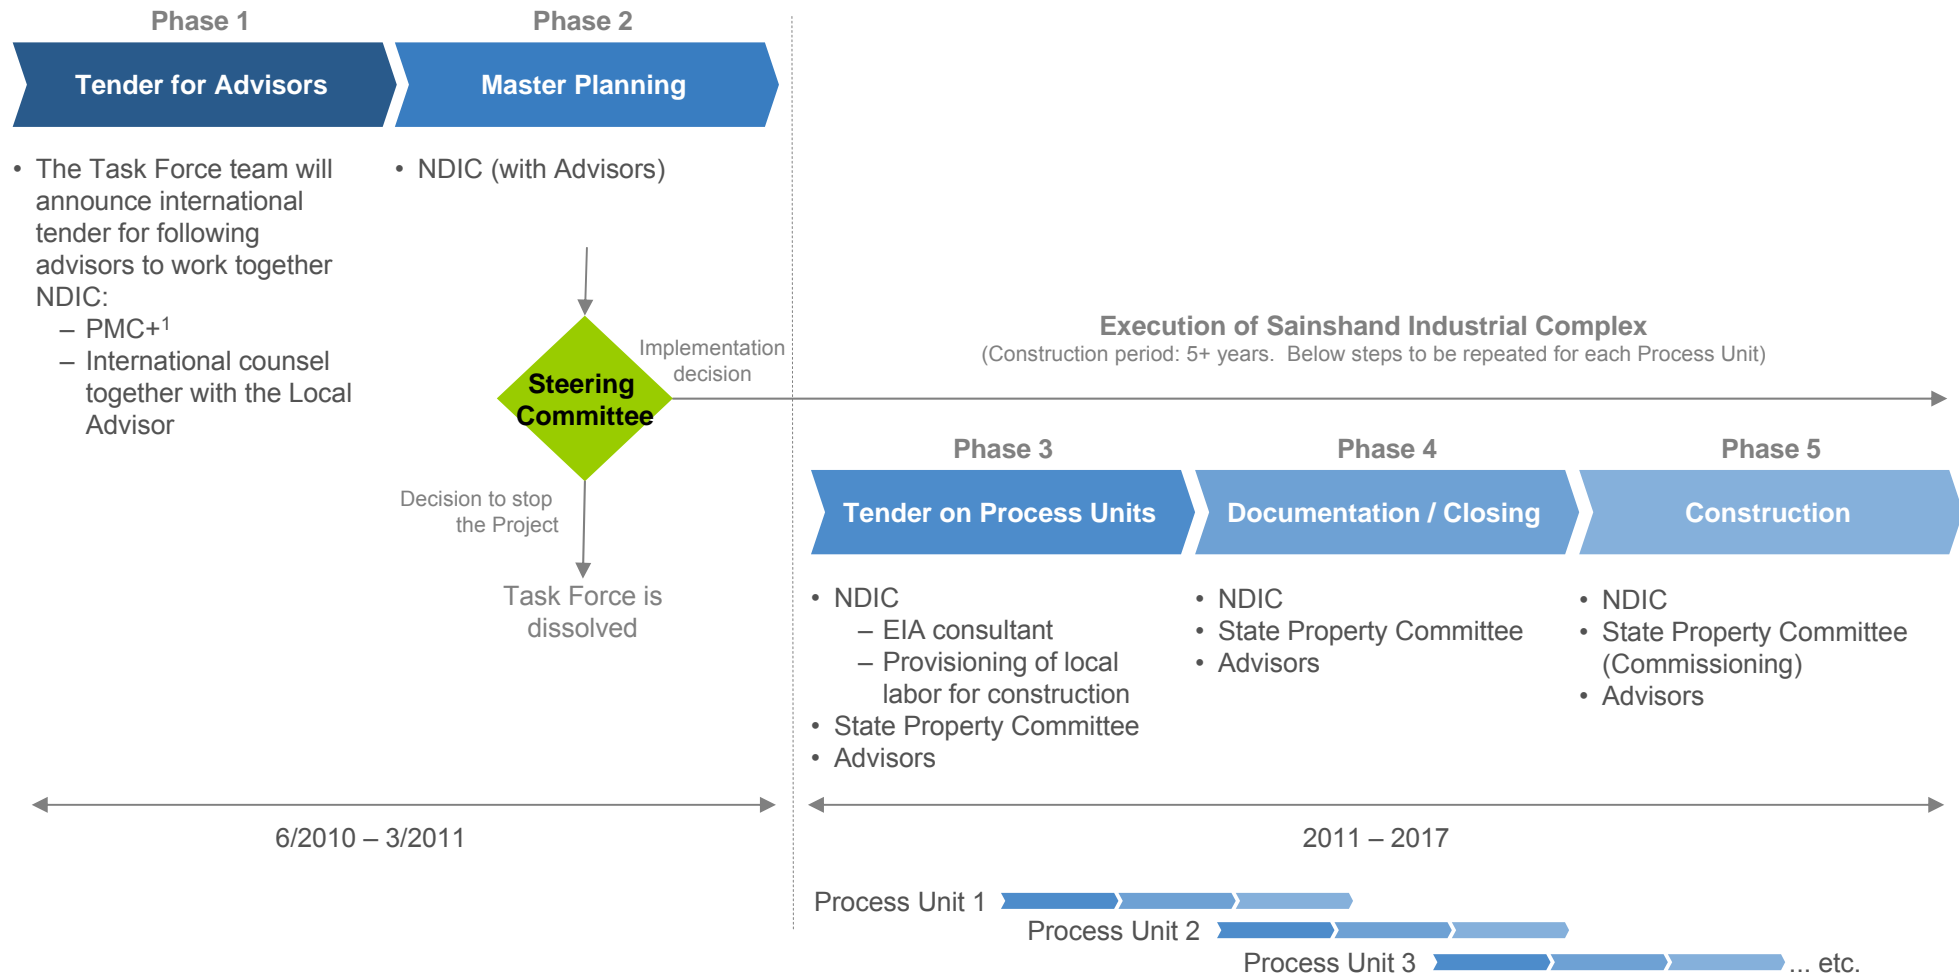 Phase 1
Tender for Advisors
• The Task Force team will
announce international
tender for following
advisors to work together
NDIC:
– PMC+¹
– International counsel
together with the Local
Advisor
Phase 2
Master Planning
• NDIC (with Advisors)
Steering
Committee
Implementation
decision
Decision to stop
the Project
Task Force is
dissolved
6/2010 – 3/2011
Execution of Sainshand Industrial Complex
(Construction period: 5+ years. Below steps to be repeated for each Process Unit)
Phase 3
Tender on Process Units
• NDIC
– EIA consultant
– Provisioning of local
labor for construction
• State Property Committee
• Advisors
Phase 4
Documentation / Closing
• NDIC
• State Property Committee
• Advisors
Phase 5
Construction
• NDIC
• State Property Committee
(Commissioning)
• Advisors
2011 – 2017
Process Unit 1
Process Unit 2
Process Unit 3 ... etc.